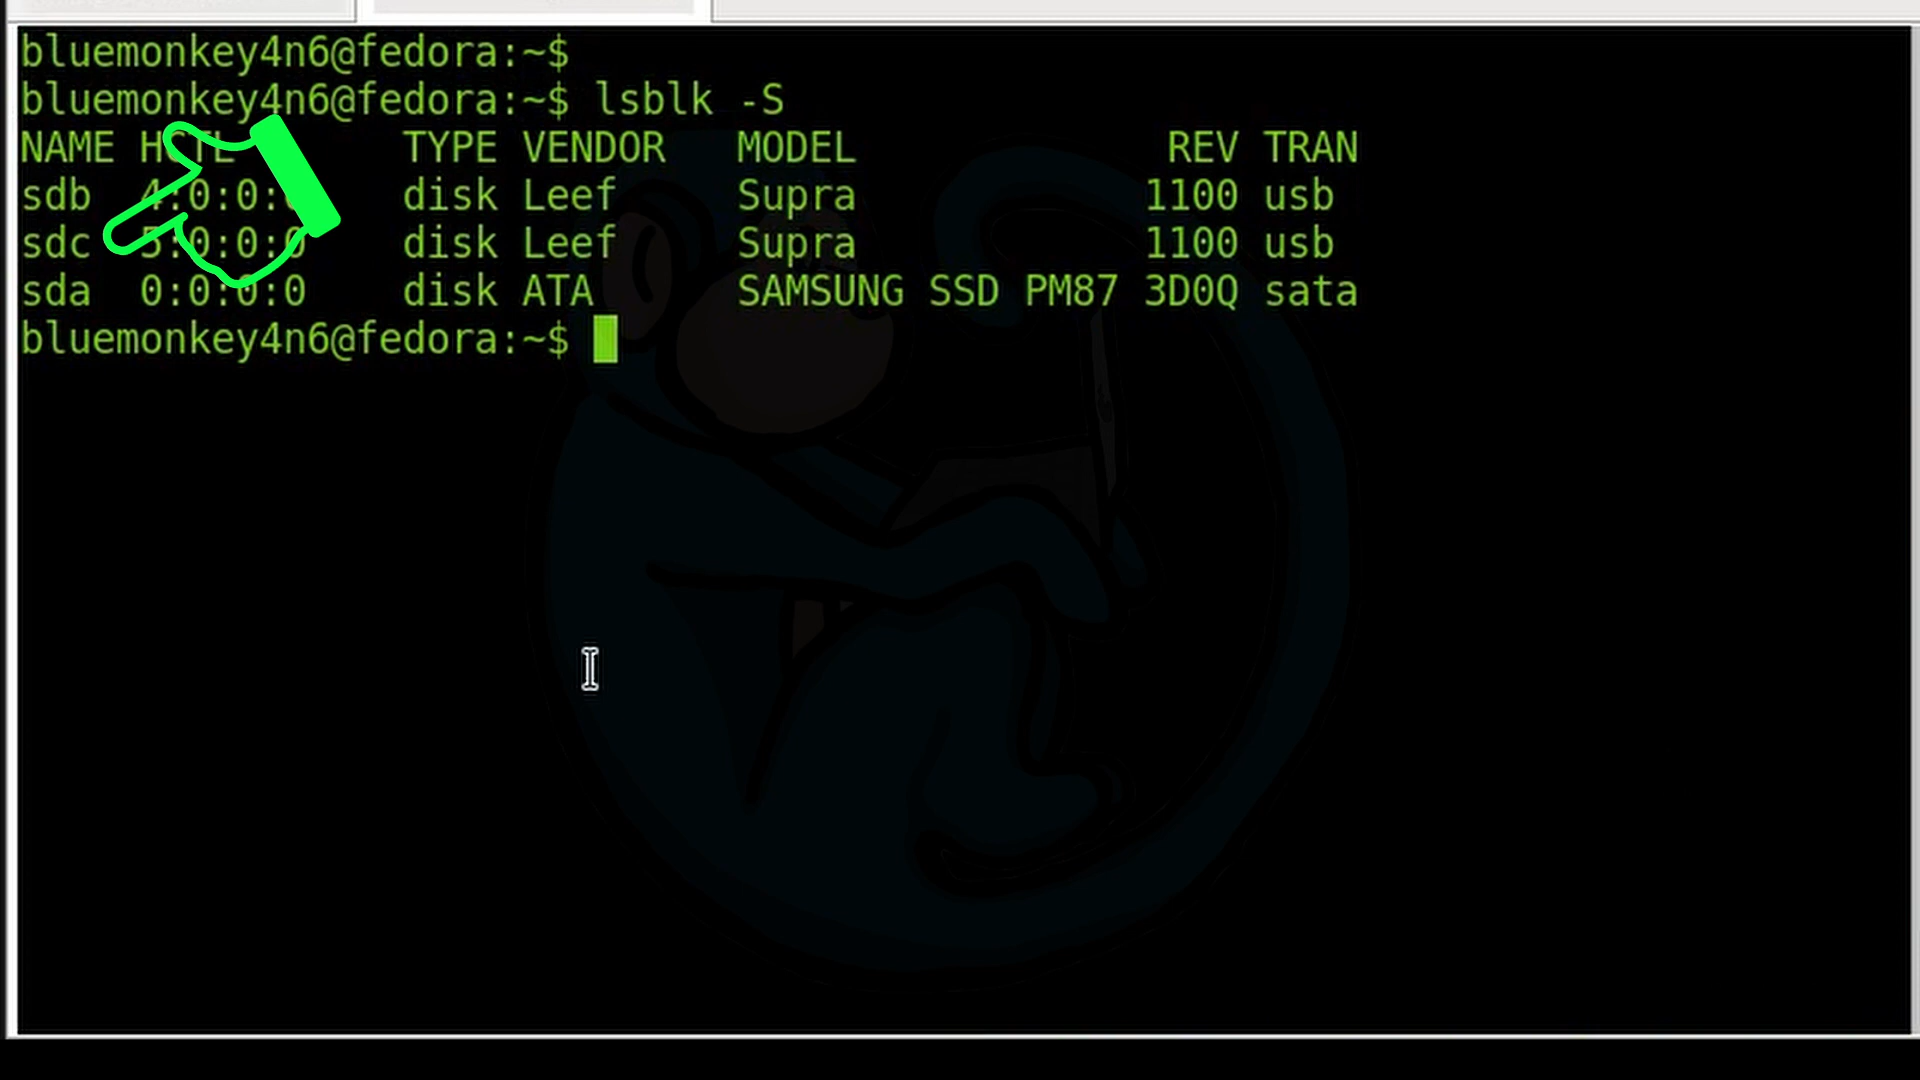 bluemonkey4n6@fedora:~$
bluemonkey4n6@fedora:~$ lsblk -S
NAME HCTL TYPE VENDOR MODEL REV TRAN
sdb 4:0:0:0 disk Leef Supra 1100 usb
sdc 5:0:0:0 disk Leef Supra 1100 usb
sda 0:0:0:0 disk ATA SAMSUNG SSD PM87 3D0Q sata
bluemonkey4n6@fedora:~$